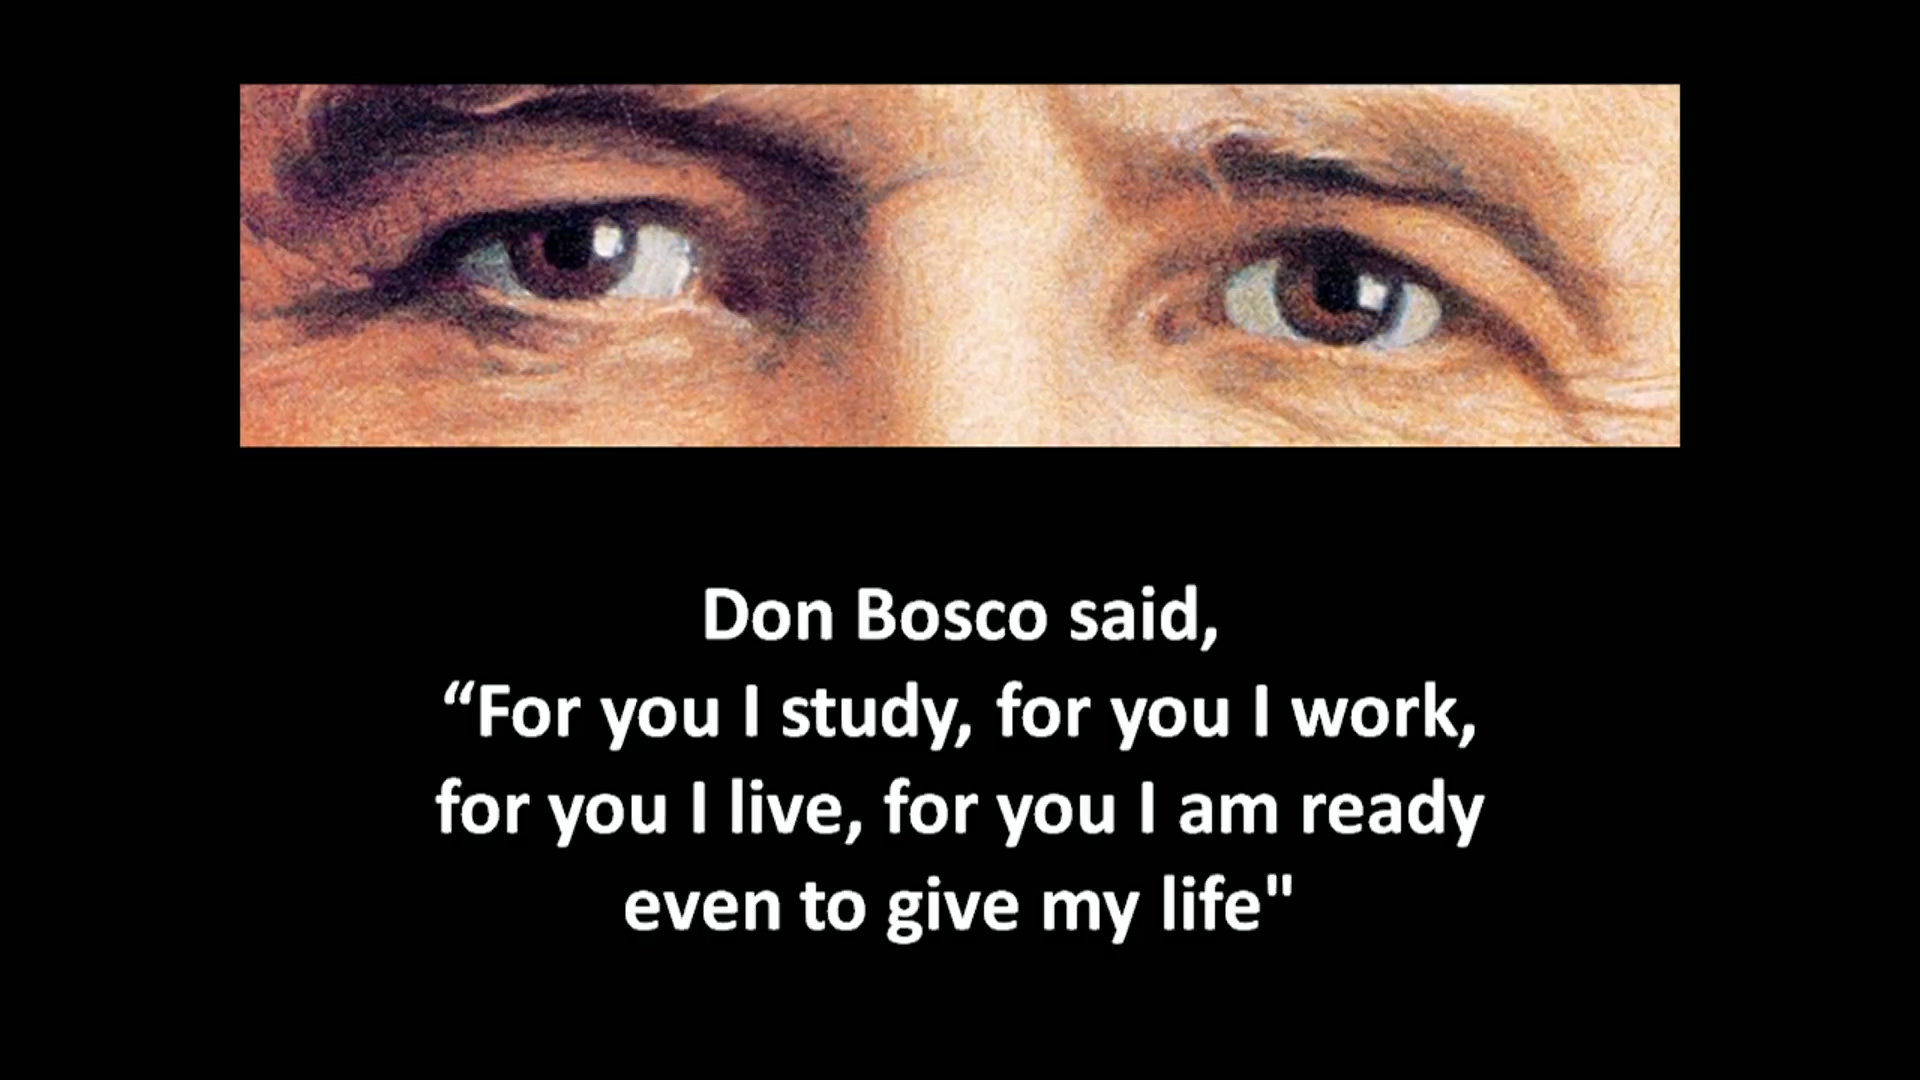 Don Bosco said,
“For you I study, for you I work,
for you I live, for you I am ready
even to give my life"